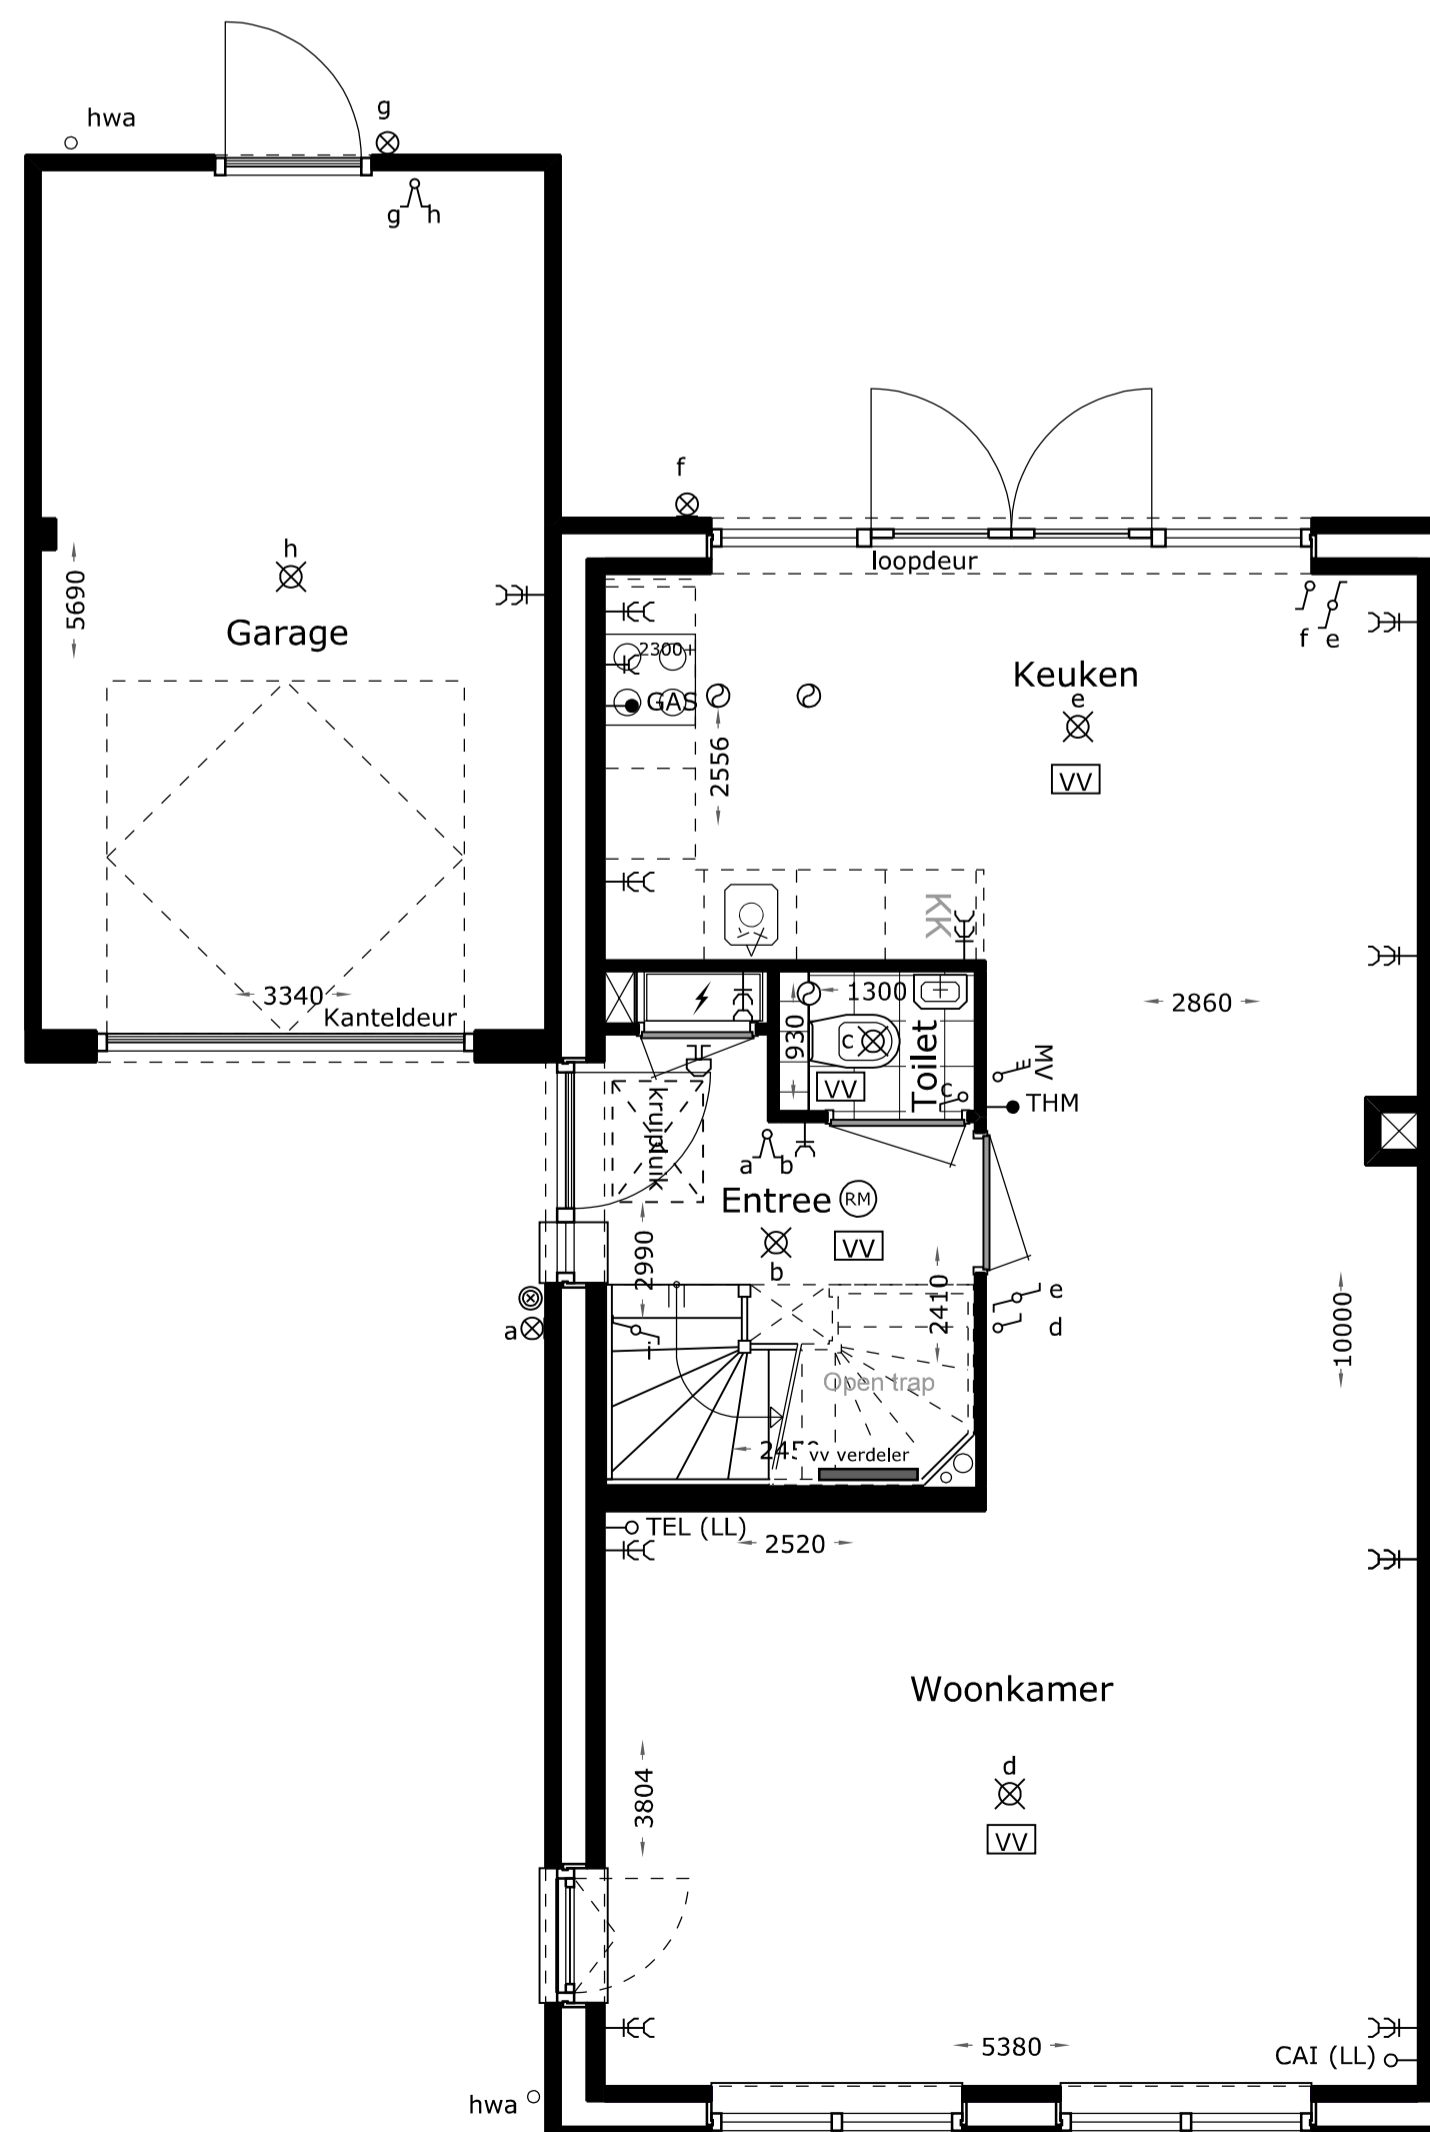 hwa
g
g h
f
loopdeur
f e
h
5690
Garage
2300+
GAS
Keuken
e
2556
VV
KK
3340
Kanteldeur
1300
2860
930
c
Toilet
VV
c
MV
THM
kruipluik
a b
Entree
RM
VV
b
2990
2410
e
d
a
i
10000
Open trap
vv verdeler
TEL (LL)
2520
Woonkamer
d
VV
3804
5380
CAI (LL)
hwa